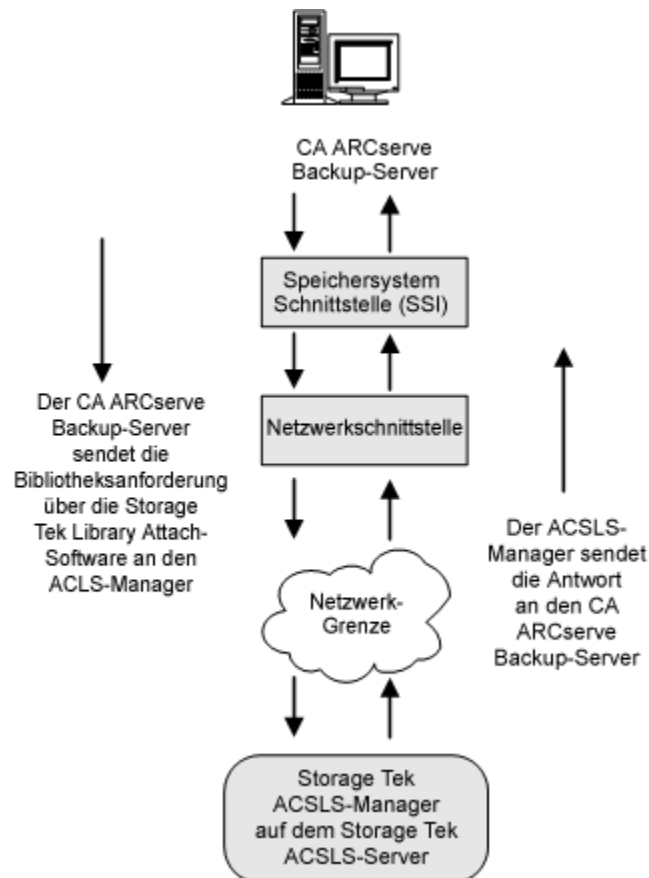 CA ARCserve
Backup-Server
Speichersystem
Schnittstelle (SSI)
Netzwerkschnittstelle
Der CA ARCserve
Backup-Server
sendet die
Bibliotheksanforderung
über die Storage
Tek Library Attach-
Software an den
ACLS-Manager
Netzwerk-
Grenze
Der ACSLS-
Manager sendet
die Antwort
an den CA
ARCserve
Backup-Server
Storage Tek
ACSLS-Manager
auf dem Storage Tek
ACSLS-Server